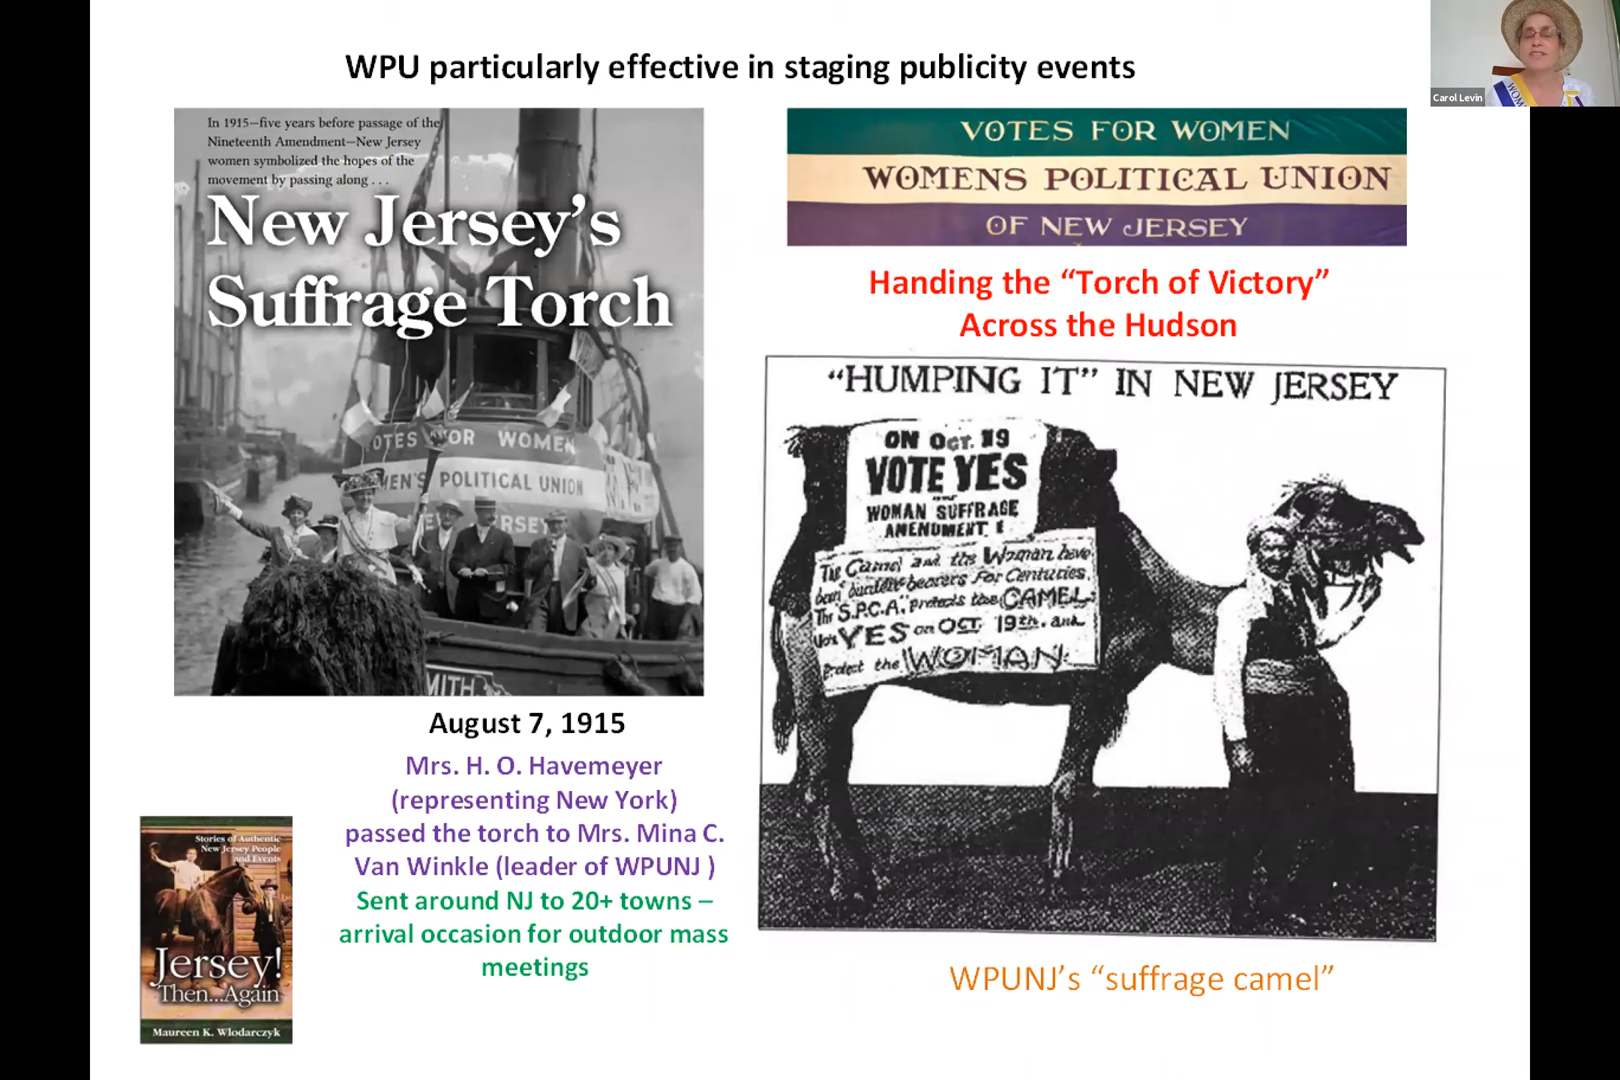 WPU particularly effective in staging publicity events
Carol Levin
In 1915—five years before passage of the
Nineteenth Amendment—New Jersey
women symbolized the hopes of the
movement by passing along . . .
New Jersey's
Suffrage Torch
OTES FOR WOMEN
MEN'S POLITICAL UNION
RSEY
MITH
VOTES FOR WOMEN
WOMENS POLITICAL UNION
OF NEW JERSEY
Handing the “Torch of Victory”
Across the Hudson
“HUMPING IT” IN NEW JERSEY
ON OCT. 19
VOTE YES
WOMAN SUFFRAGE
AMENDMENT
The Camel and the Woman have
been burden bearers For Centuries.
The "S.P.C.A." protects the CAMEL.
Vote YES on OCT 19th. and
Protect the WOMAN.
WPUNJ’s “suffrage camel”
August 7, 1915
Mrs. H. O. Havemeyer
(representing New York)
passed the torch to Mrs. Mina C.
Van Winkle (leader of WPUNJ )
Sent around NJ to 20+ towns –
arrival occasion for outdoor mass
meetings
Stories of Authentic
New Jersey People
and Events
Jersey!
Then...Again
Maureen K. Wlodarczyk